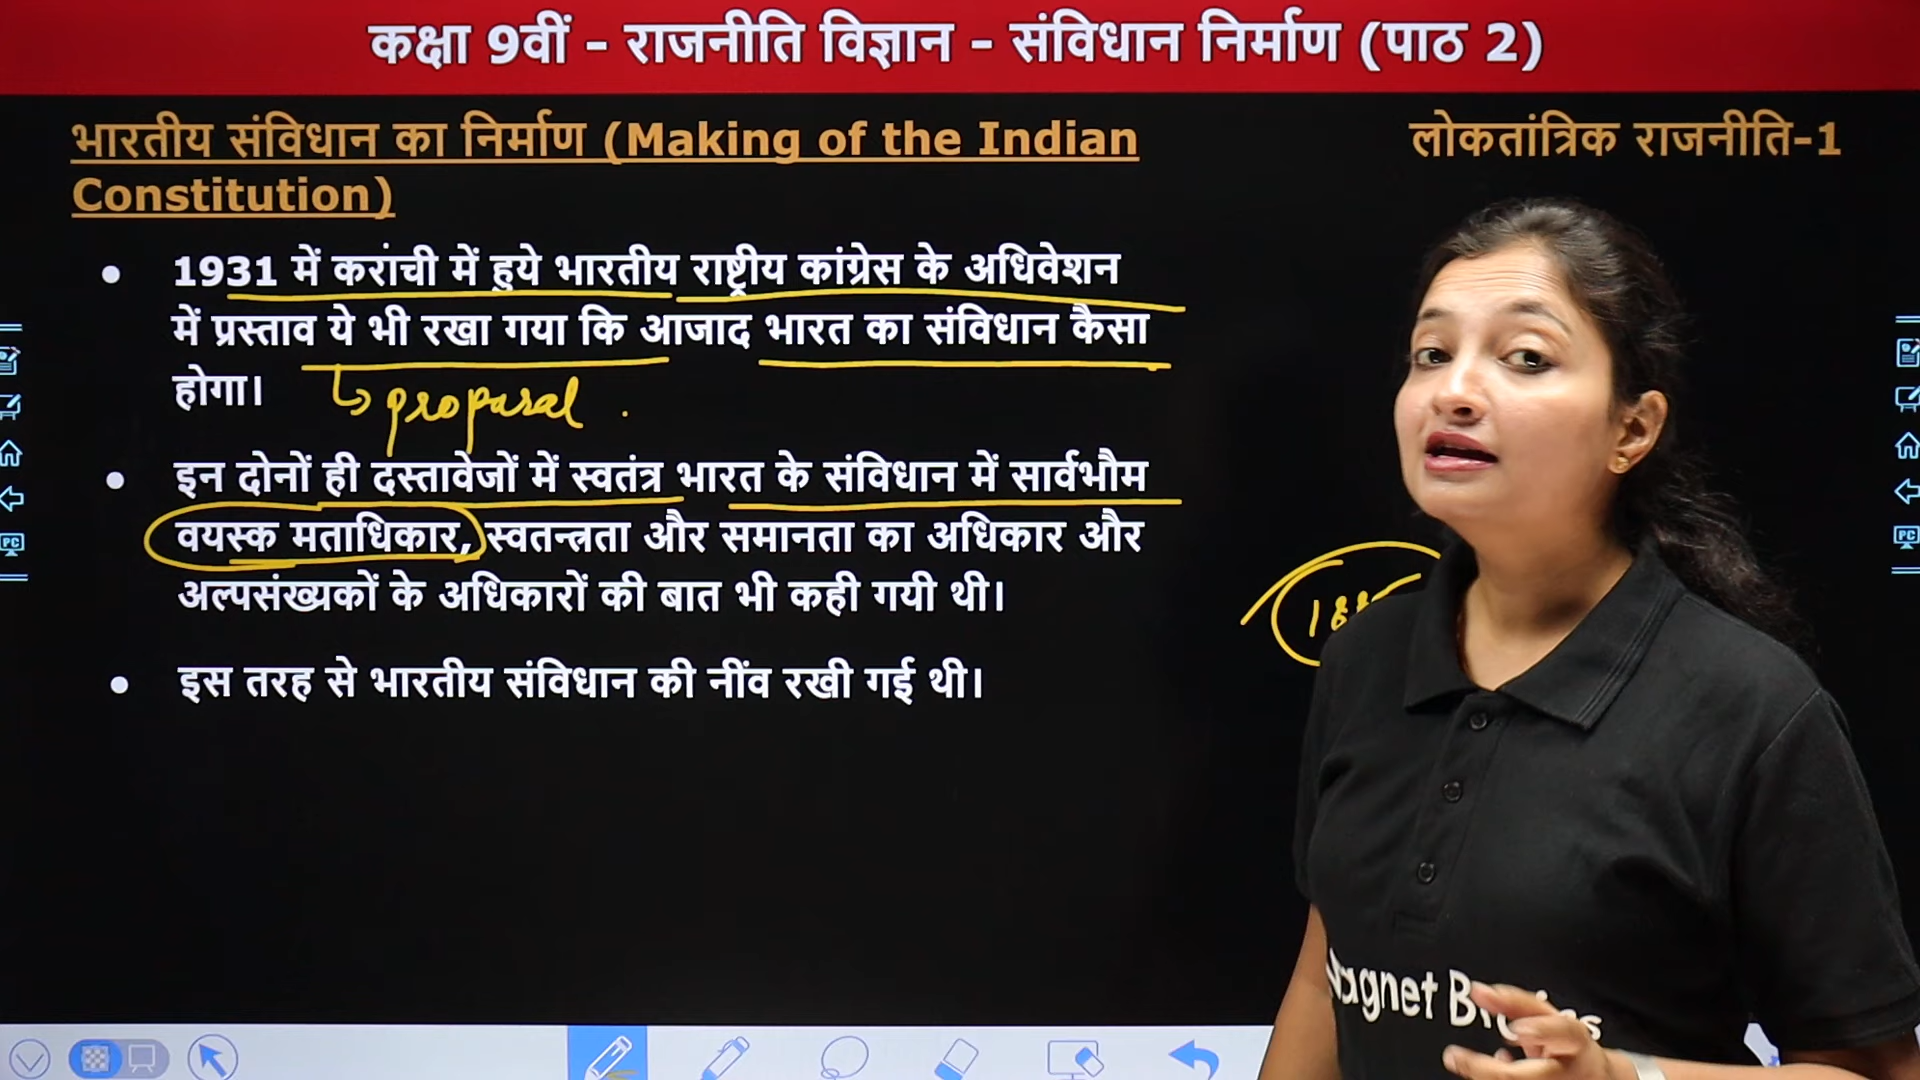 कक्षा 9वीं - राजनीति विज्ञान - संविधान निर्माण (पाठ 2)
भारतीय संविधान का निर्माण (Making of the Indian
Constitution)
लोकतांत्रिक राजनीति-1
• 1931 में करांची में हुये भारतीय राष्ट्रीय कांग्रेस के अधिवेशन
में प्रस्ताव ये भी रखा गया कि आजाद भारत का संविधान कैसा
होगा।
• इन दोनों ही दस्तावेजों में स्वतंत्र भारत के संविधान में सार्वभौम
वयस्क मताधिकार, स्वतन्त्रता और समानता का अधिकार और
अल्पसंख्यकों के अधिकारों की बात भी कही गयी थी।
• इस तरह से भारतीय संविधान की नींव रखी गई थी।
PC
PC